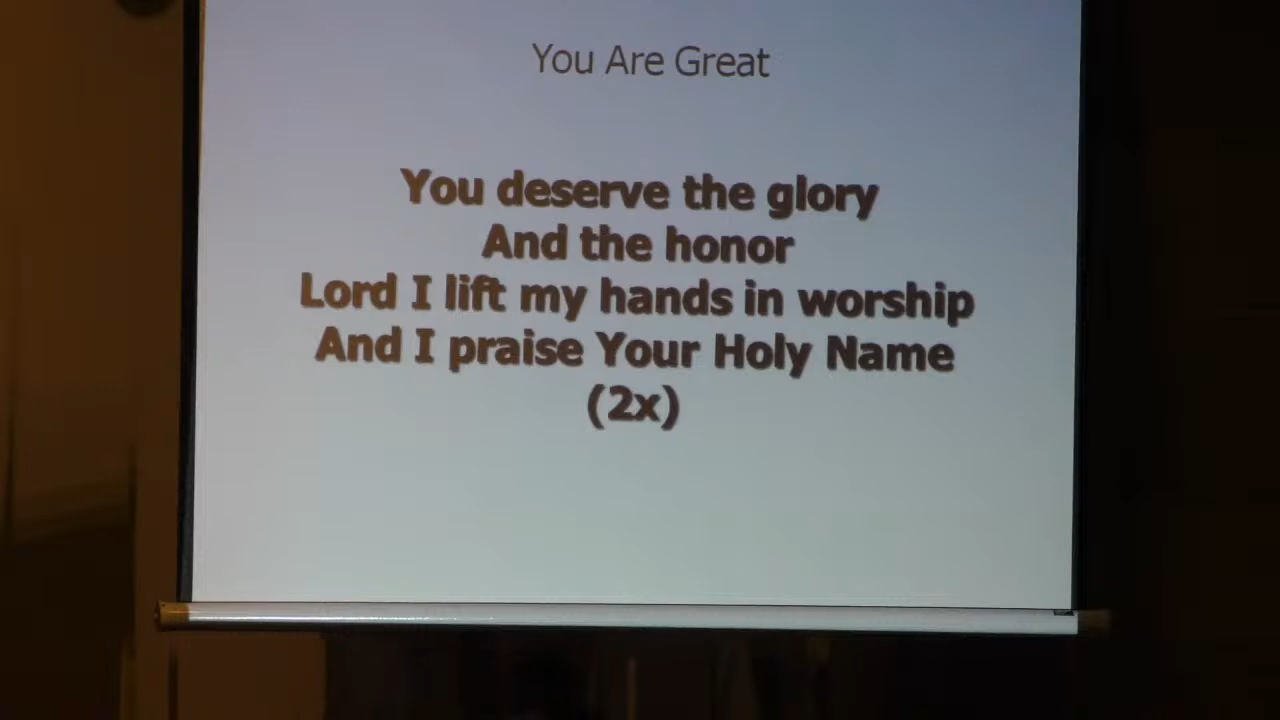 You Are Great
You deserve the glory
And the honor
Lord I lift my hands in worship
And I praise Your Holy Name
(2x)